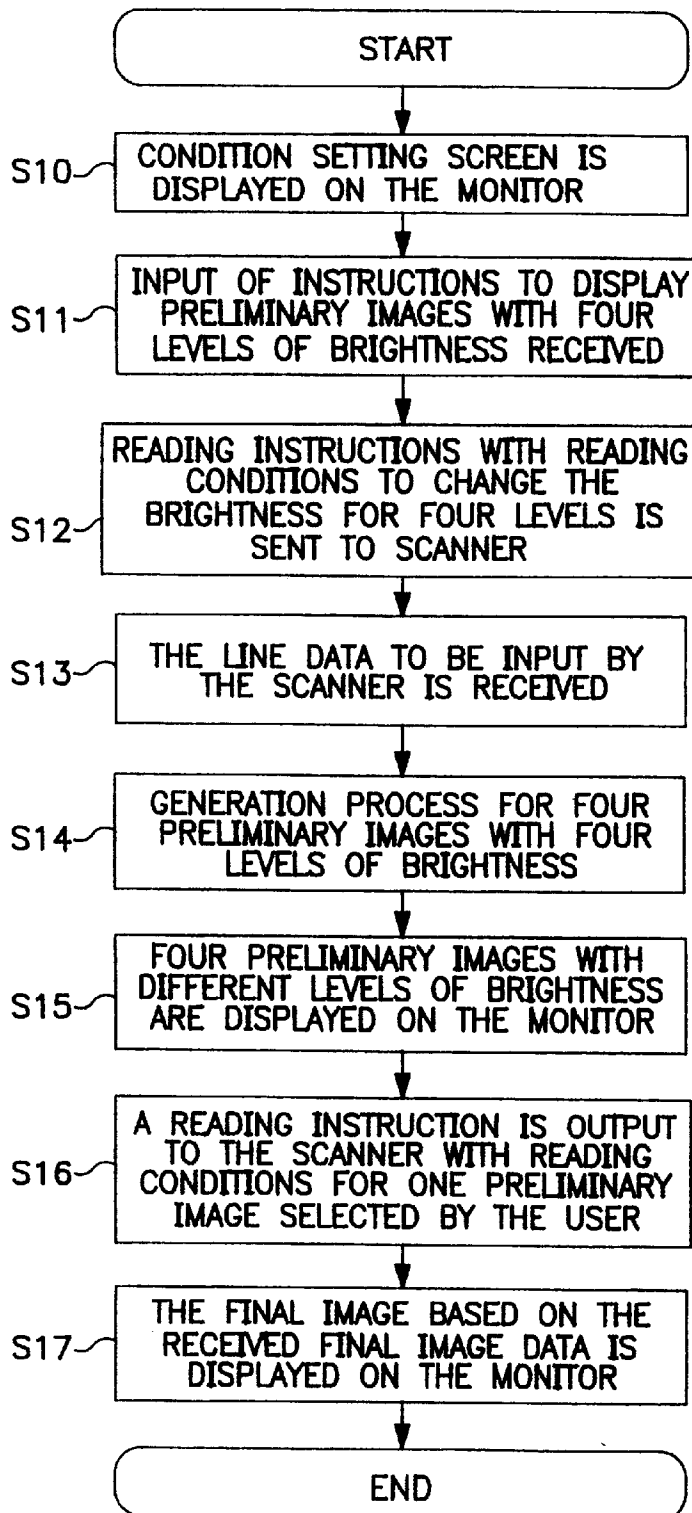 START
S10
CONDITION SETTING SCREEN IS
DISPLAYED ON THE MONITOR
S11
INPUT OF INSTRUCTIONS TO DISPLAY
PRELIMINARY IMAGES WITH FOUR
LEVELS OF BRIGHTNESS RECEIVED
S12
READING INSTRUCTIONS WITH READING
CONDITIONS TO CHANGE THE
BRIGHTNESS FOR FOUR LEVELS IS
SENT TO SCANNER
S13
THE LINE DATA TO BE INPUT BY
THE SCANNER IS RECEIVED
S14
GENERATION PROCESS FOR FOUR
PRELIMINARY IMAGES WITH FOUR
LEVELS OF BRIGHTNESS
S15
FOUR PRELIMINARY IMAGES WITH
DIFFERENT LEVELS OF BRIGHTNESS
ARE DISPLAYED ON THE MONITOR
S16
A READING INSTRUCTION IS OUTPUT
TO THE SCANNER WITH READING
CONDITIONS FOR ONE PRELIMINARY
IMAGE SELECTED BY THE USER
S17
THE FINAL IMAGE BASED ON THE
RECEIVED FINAL IMAGE DATA IS
DISPLAYED ON THE MONITOR
END